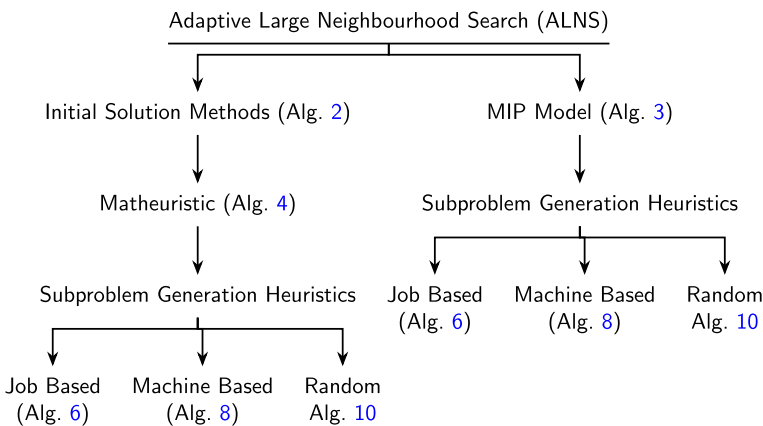 Adaptive Large Neighbourhood Search (ALNS)
Initial Solution Methods (Alg. 2)
MIP Model (Alg. 3)
Matheuristic (Alg. 4)
Subproblem Generation Heuristics
Subproblem Generation Heuristics
Job Based
(Alg. 6)
Machine Based
(Alg. 8)
Random
Alg. 10
Job Based
(Alg. 6)
Machine Based
(Alg. 8)
Random
Alg. 10